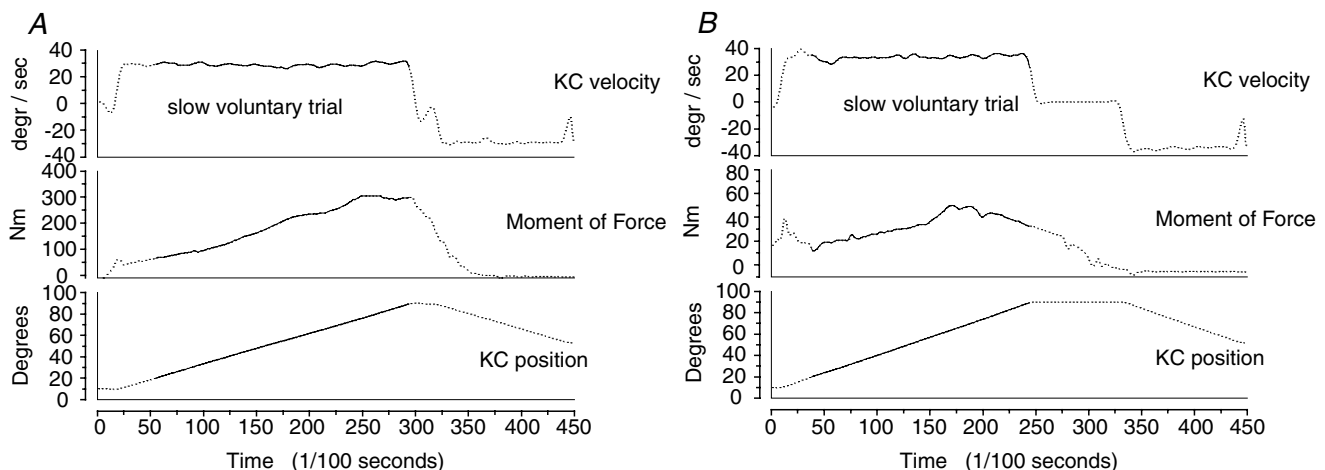 A
degr / sec
40
20
0
-20
-40
KC velocity
slow voluntary trial
Nm
400
300
200
100
0
Moment of Force
Degrees
100
80
60
40
20
0
KC position
0 50 100 150 200 250 300 350 400 450
Time (1/100 seconds)
B
degr / sec
40
20
0
-20
-40
KC velocity
slow voluntary trial
Nm
80
60
40
20
0
Moment of Force
Degrees
100
80
60
40
20
0
KC position
0 50 100 150 200 250 300 350 400 450
Time (1/100 seconds)